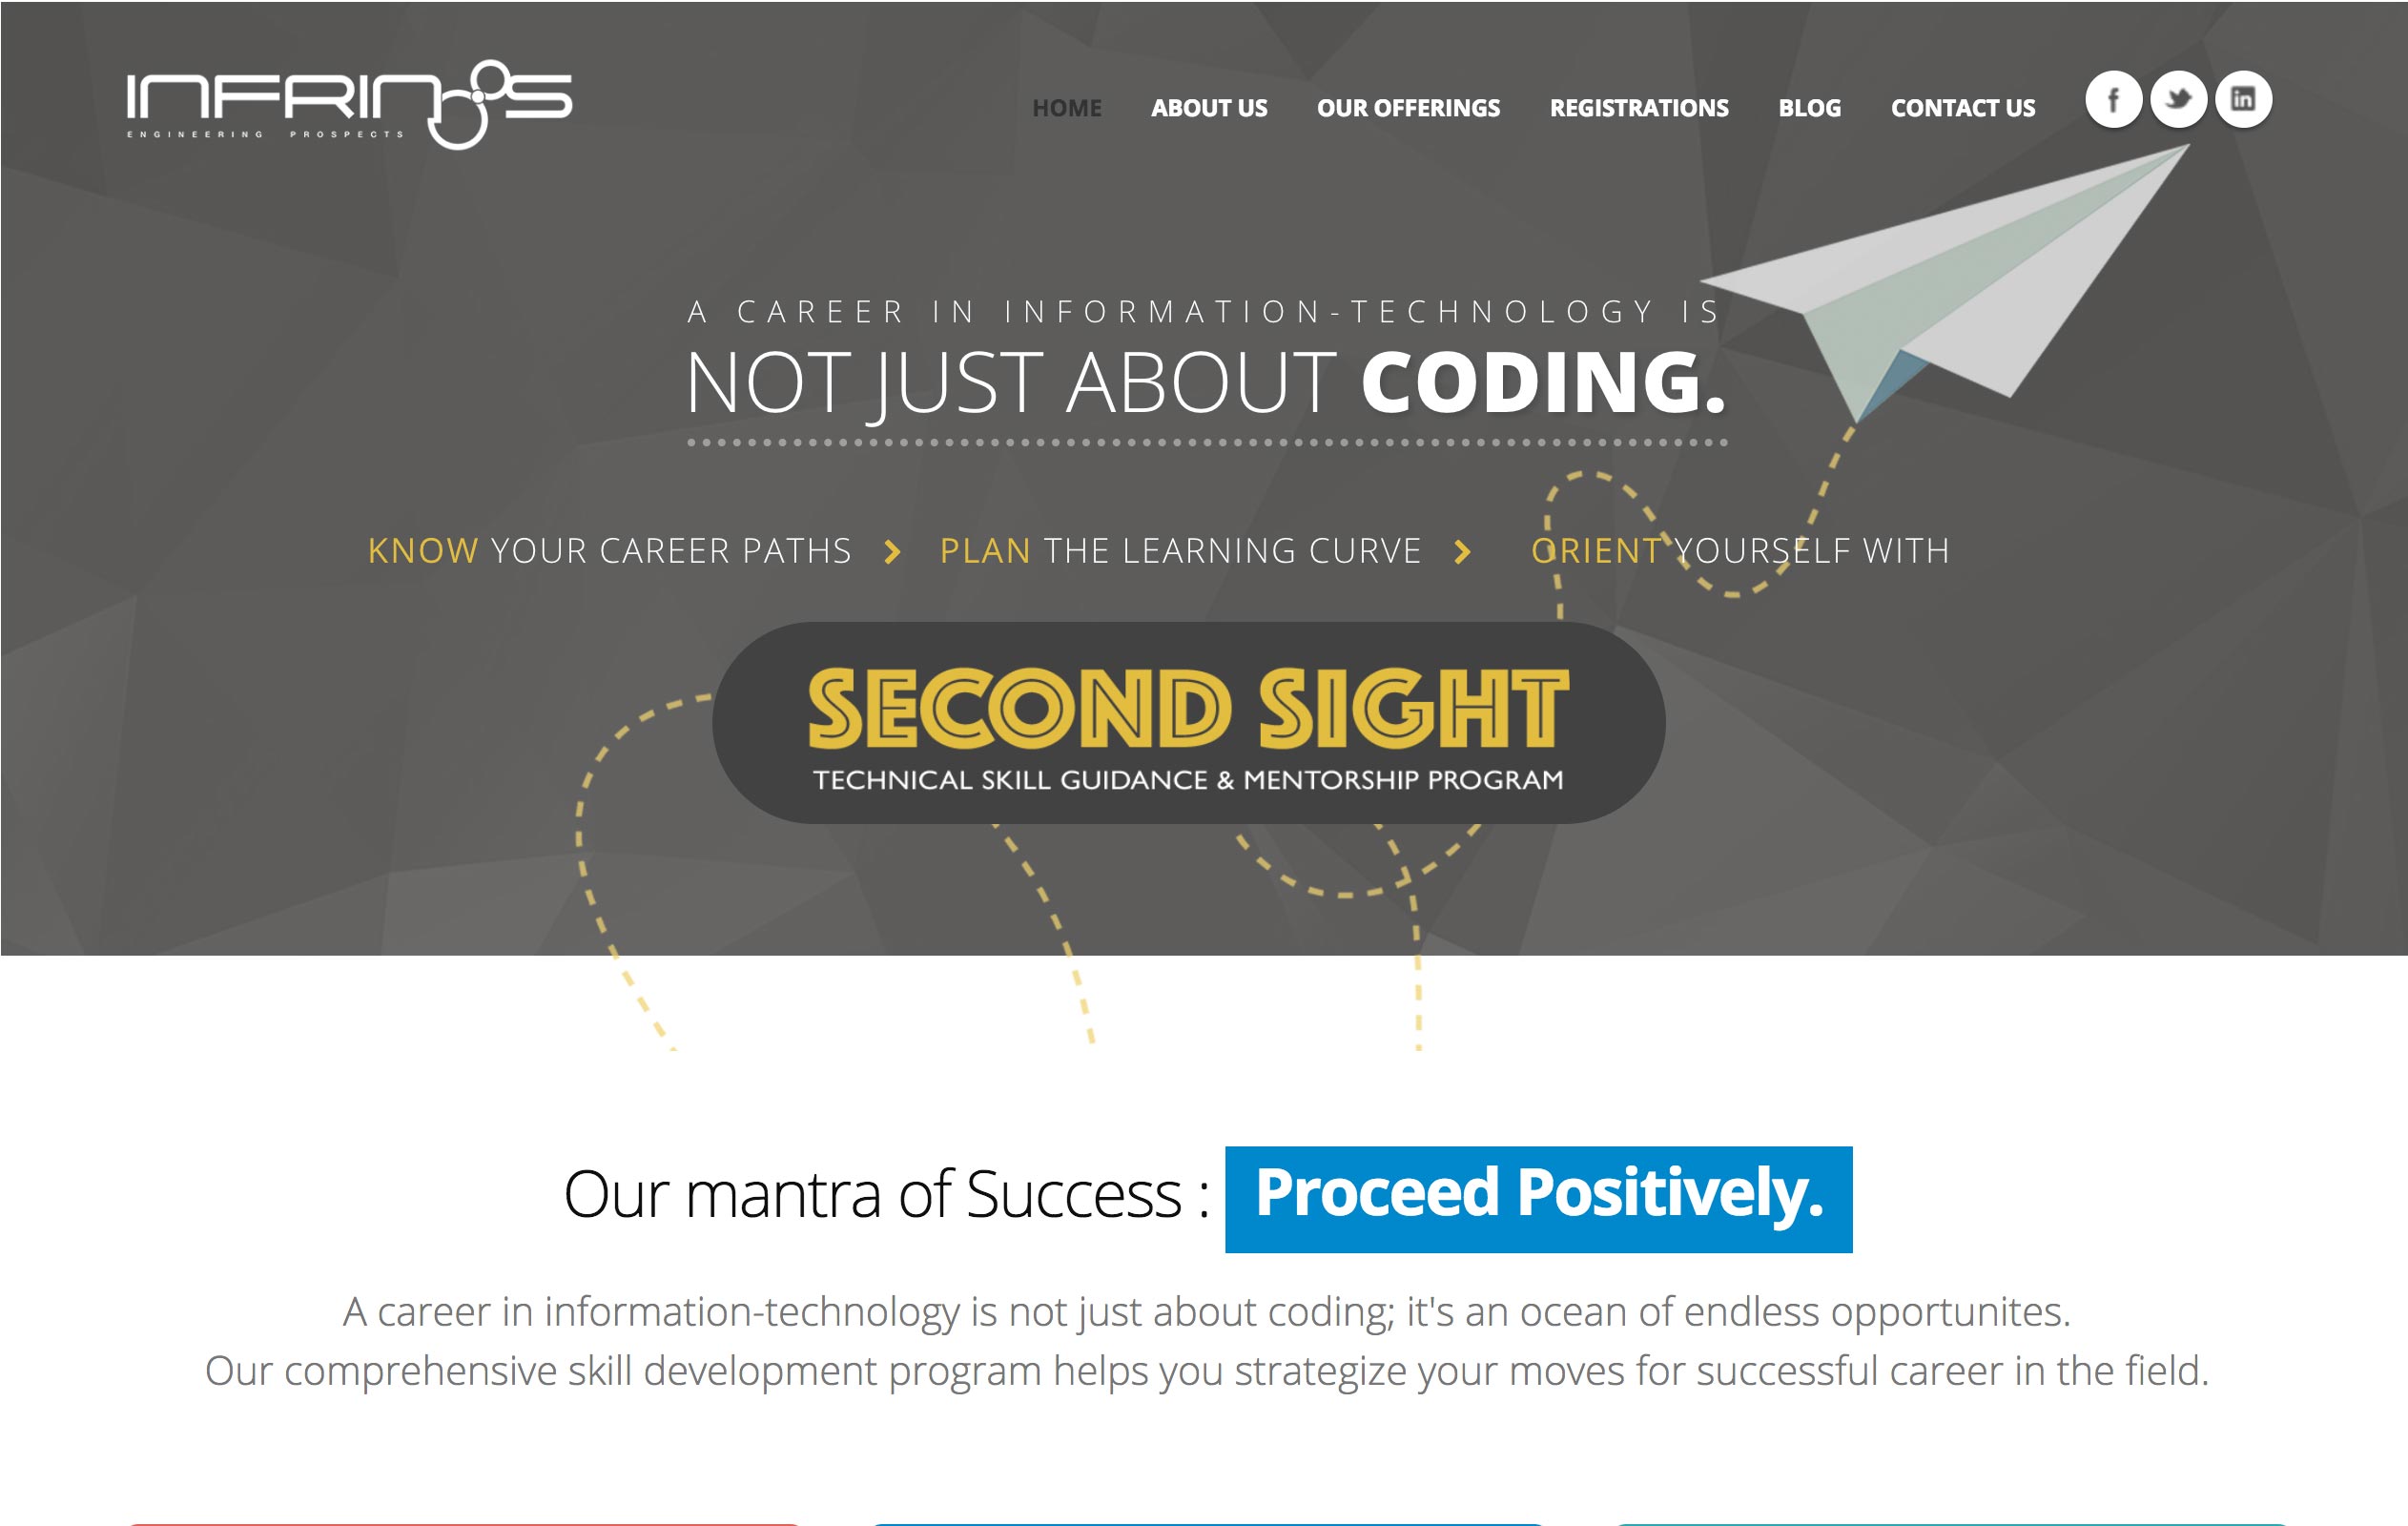 INFRINGS
ENGINEERING PROSPECTS
HOME ABOUT US OUR OFFERINGS REGISTRATIONS BLOG CONTACT US
A CAREER IN INFORMATION-TECHNOLOGY IS
NOT JUST ABOUT CODING.
KNOW YOUR CAREER PATHS PLAN THE LEARNING CURVE ORIENT YOURSELF WITH
SECOND SIGHT
TECHNICAL SKILL GUIDANCE & MENTORSHIP PROGRAM
Our mantra of Success : Proceed Positively.
A career in information-technology is not just about coding; it's an ocean of endless opportunites.
Our comprehensive skill development program helps you strategize your moves for successful career in the field.